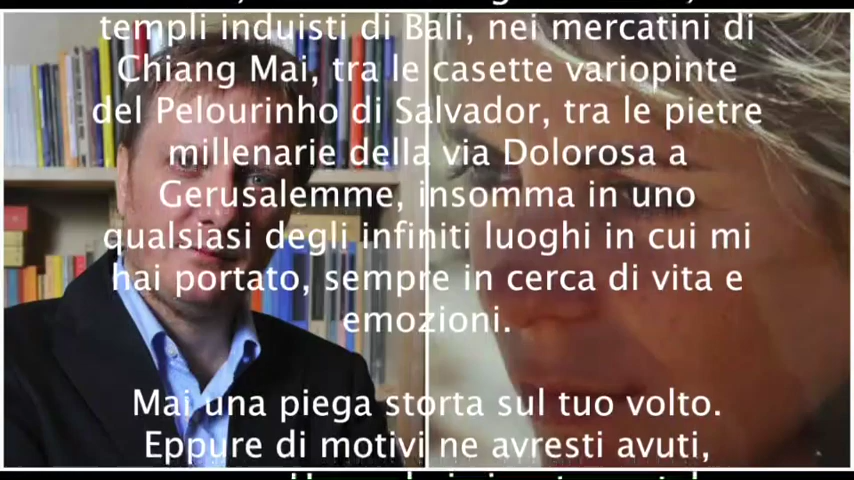 templi induisti di Bali, nei mercatini di
Chiang Mai, tra le casette variopinte
del Pelourinho di Salvador, tra le pietre
millenarie della via Dolorosa a
Gerusalemme, insomma in uno
qualsiasi degli infiniti luoghi in cui mi
hai portato, sempre in cerca di vita e
emozioni.
Mai una piega storta sul tuo volto.
Eppure di motivi ne avresti avuti,